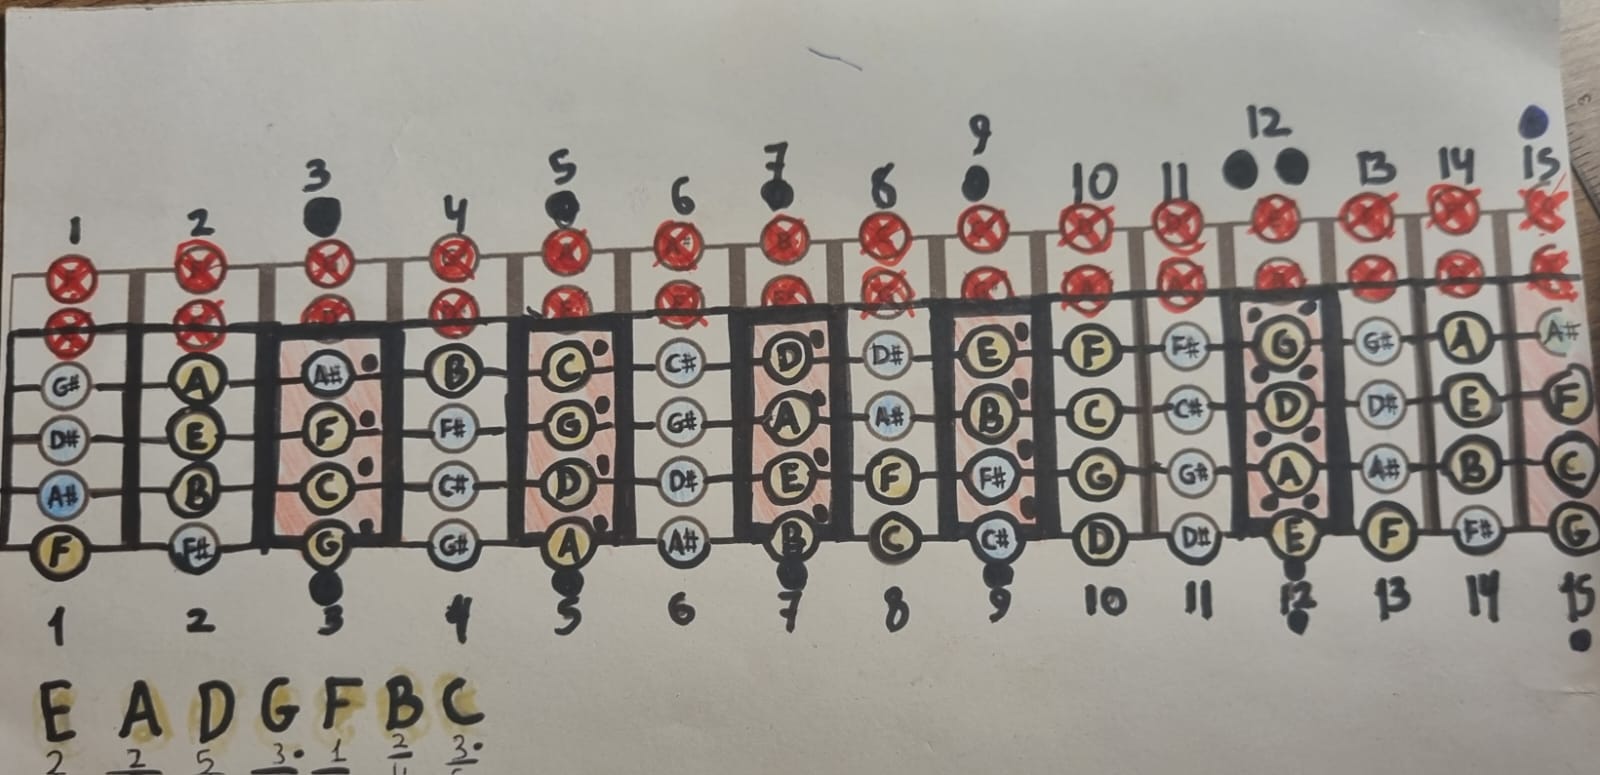 1 2 3 4 5 6 7 8 9 10 11 12 13 14 15
G# A A# B C C# D D# E F F# G G# A A#
D# E F F# G G# A A# B C C# D D# E F
A# B C C# D D# E F F# G G# A A# B C
F F# G G# A A# B C C# D D# E F F# G
1 2 3 4 5 6 7 8 9 10 11 12 13 14 15
E A D G F B C
2 2 5 3 1 2 3